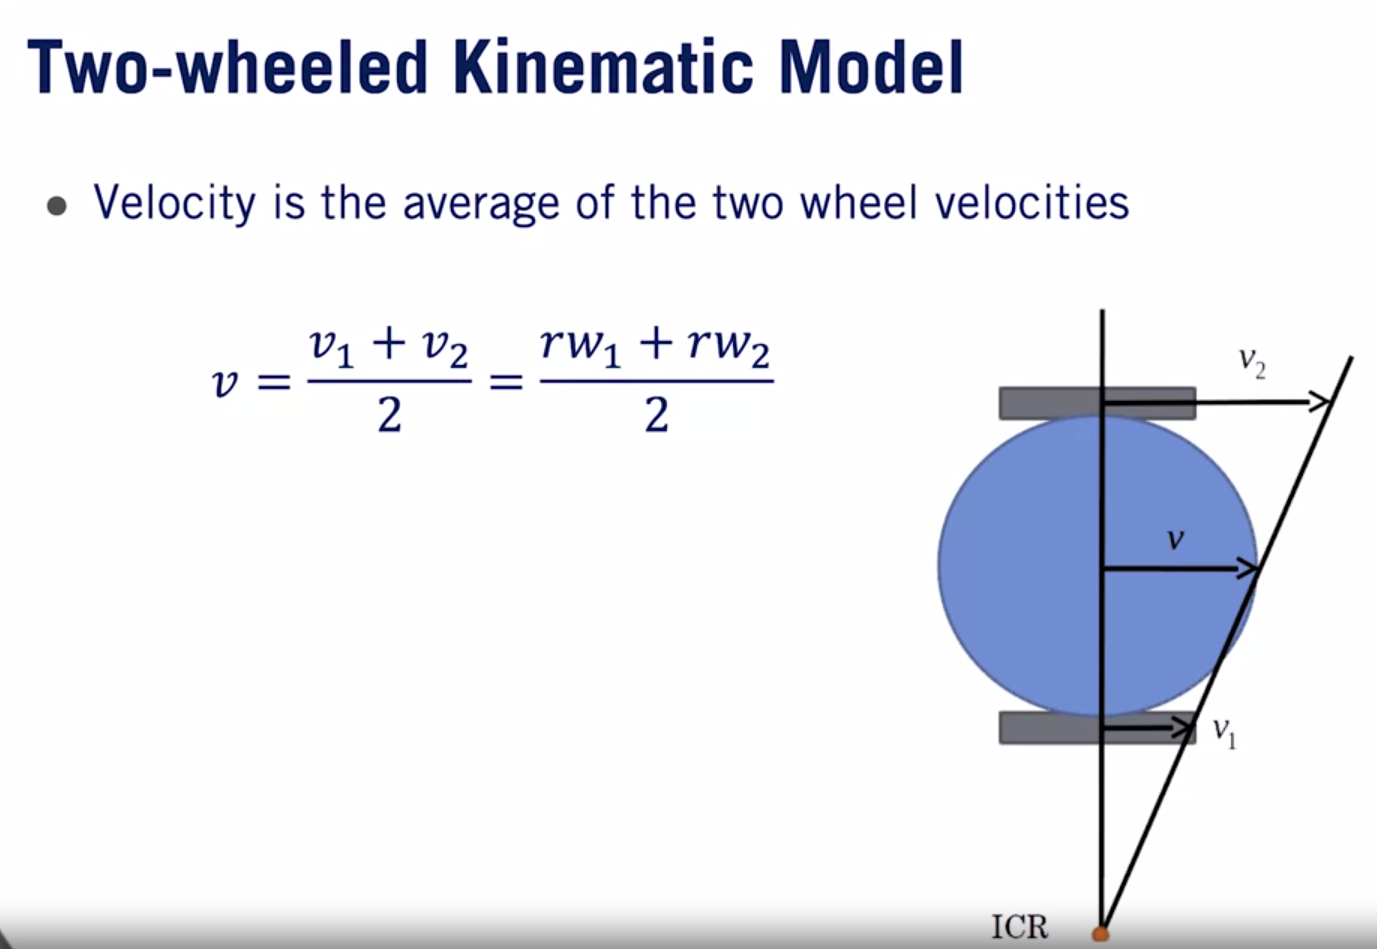 Two-wheeled Kinematic Model
● Velocity is the average of the two wheel velocities
v = (v₁ + v₂)/2 = (rw₁ + rw₂)/2
v₂
v
v₁
ICR